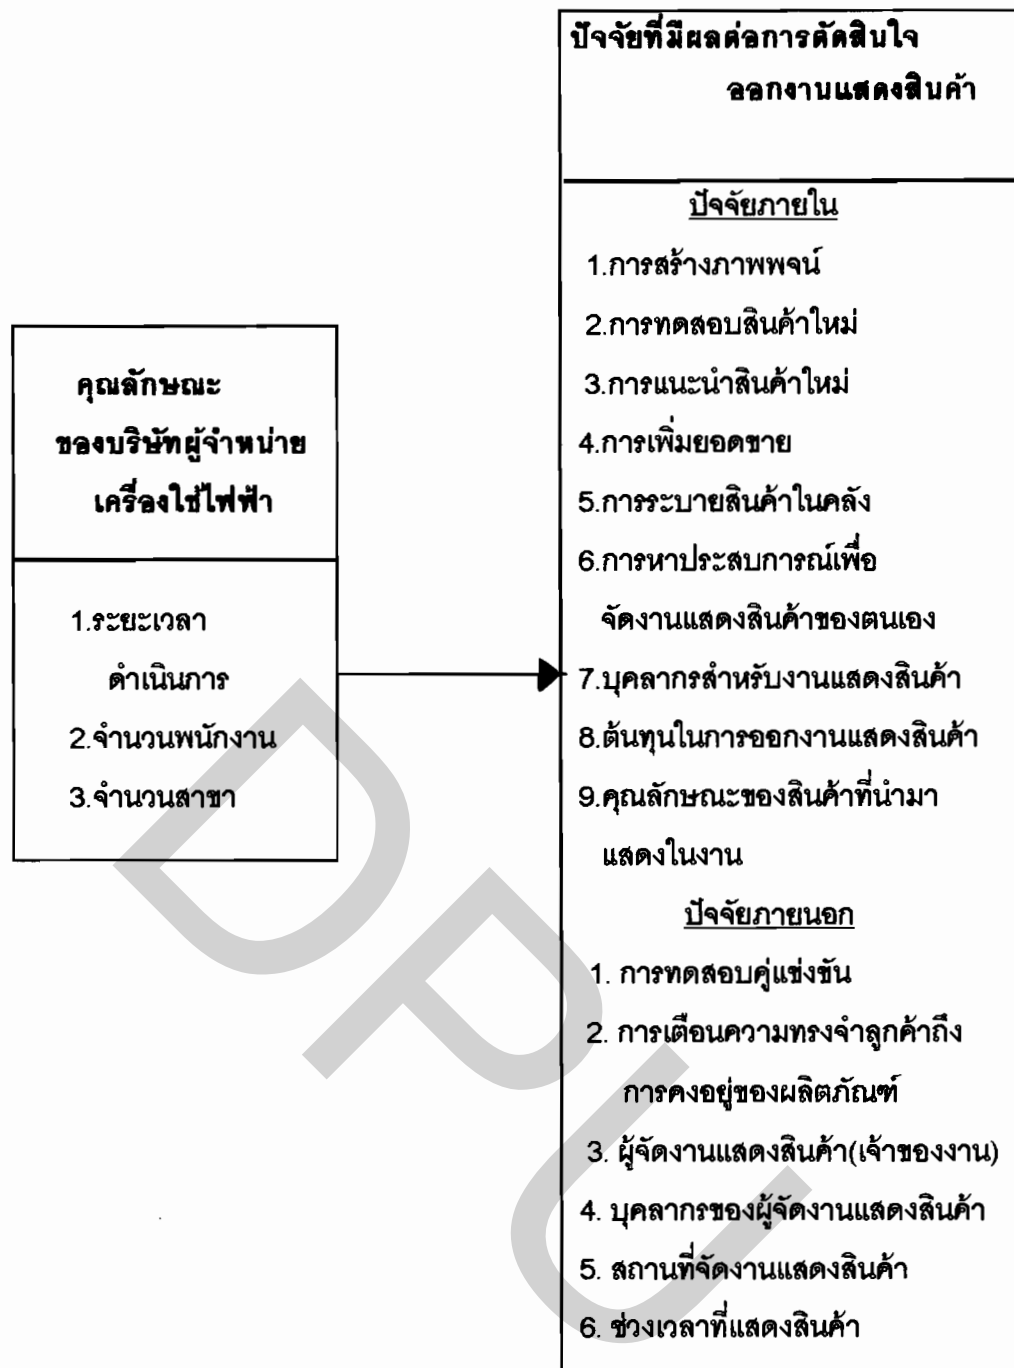 คุณลักษณะ
ของบริษัทผู้จำหน่าย
เครื่องใช้ไฟฟ้า
1.ระยะเวลา
ดำเนินการ
2.จำนวนพนักงาน
3.จำนวนสาขา
ปัจจัยที่มีผลต่อการตัดสินใจ
ออกงานแสดงสินค้า
ปัจจัยภายใน
1.การสร้างภาพพจน์
2.การทดสอบสินค้าใหม่
3.การแนะนำสินค้าใหม่
4.การเพิ่มยอดขาย
5.การระบายสินค้าในคลัง
6.การหาประสบการณ์เพื่อ
จัดงานแสดงสินค้าของตนเอง
7.บุคลากรสำหรับงานแสดงสินค้า
8.ต้นทุนในการออกงานแสดงสินค้า
9.คุณลักษณะของสินค้าที่นำมา
แสดงในงาน
ปัจจัยภายนอก
1. การทดสอบคู่แข่งขัน
2. การเตือนความทรงจำลูกค้าถึง
การคงอยู่ของผลิตภัณฑ์
3. ผู้จัดงานแสดงสินค้า(เจ้าของงาน)
4. บุคลากรของผู้จัดงานแสดงสินค้า
5. สถานที่จัดงานแสดงสินค้า
6. ช่วงเวลาที่แสดงสินค้า
DPU